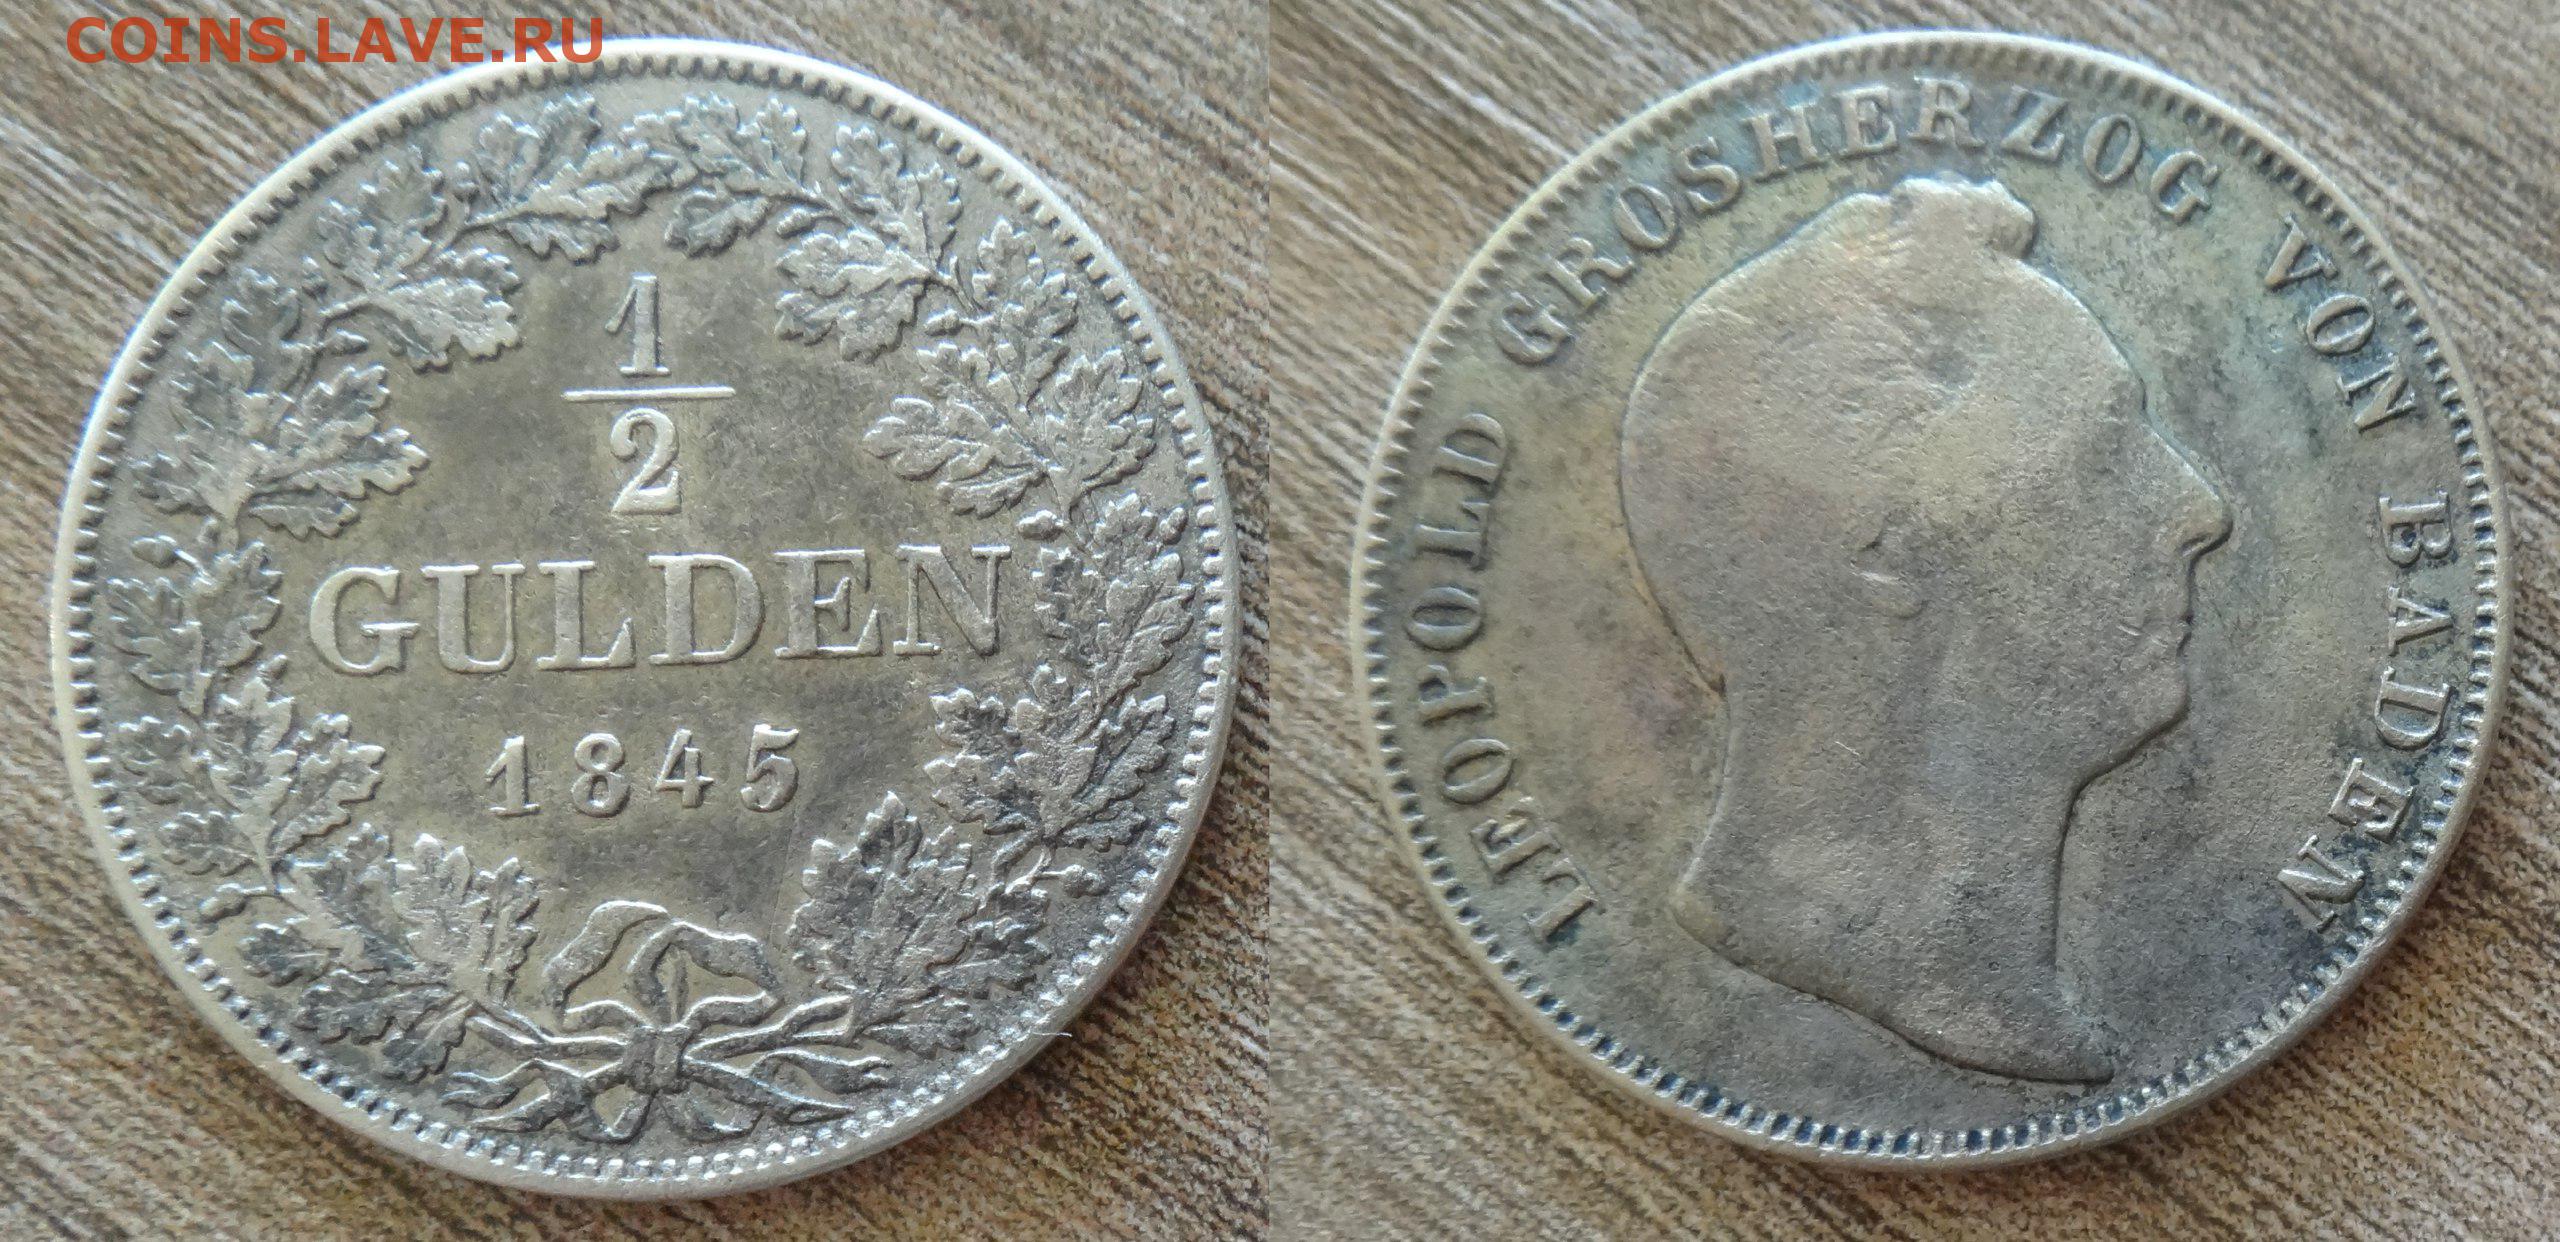 COINS.LAVE.RU
1
2
GULDEN
1845
LEOPOLD GROSHERZOG VON BADEN